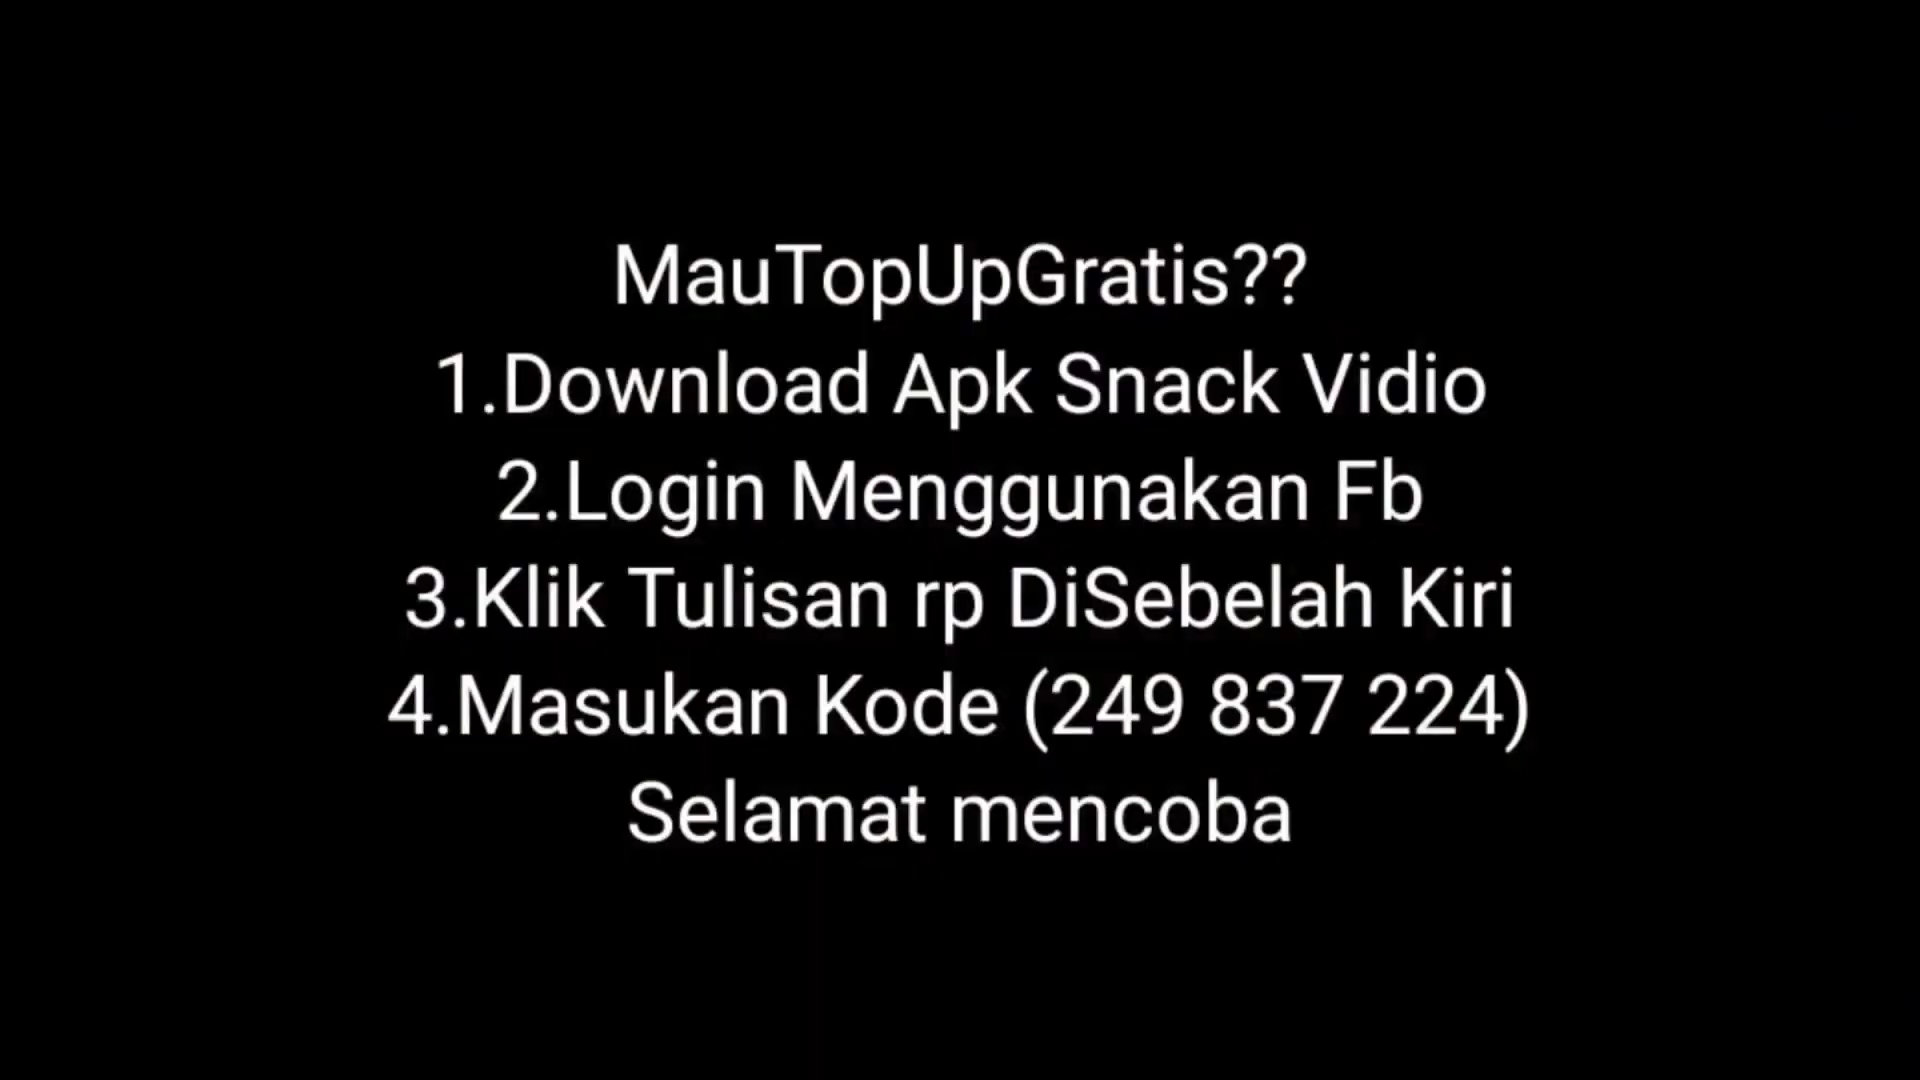 MauTopUpGratis??
1.Download Apk Snack Vidio
2.Login Menggunakan Fb
3.Klik Tulisan rp DiSebelah Kiri
4.Masukan Kode (249 837 224)
Selamat mencoba